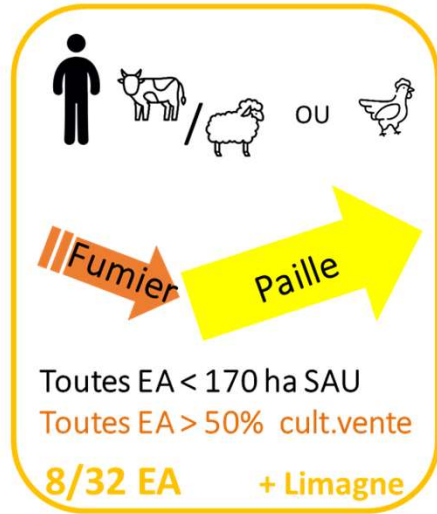 / OU
Fumier
Paille
Toutes EA < 170 ha SAU
Toutes EA > 50% cult.vente
8/32 EA + Limagne